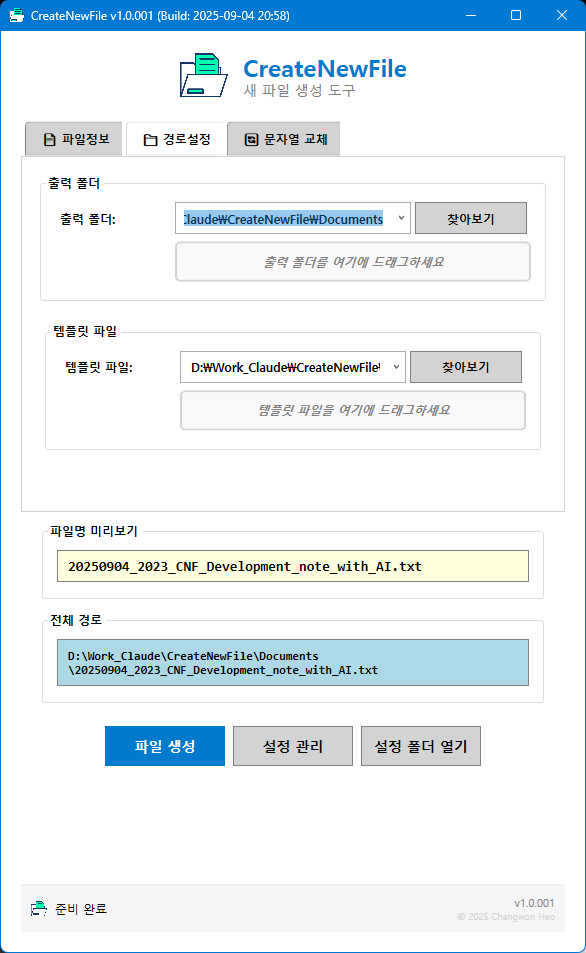 CreateNewFile v1.0.001 (Build: 2025-09-04 20:58)
CreateNewFile
새 파일 생성 도구
파일정보
경로설정
문자열 교체
출력 폴더
출력 폴더:
Claude₩CreateNewFile₩Documents
찾아보기
출력 폴더를 여기에 드래그하세요
템플릿 파일
템플릿 파일:
D:₩Work_Claude₩CreateNewFile₩
찾아보기
템플릿 파일을 여기에 드래그하세요
파일명 미리보기
20250904_2023_CNF_Development_note_with_AI.txt
전체 경로
D:\Work_Claude\CreateNewFile\Documents
\20250904_2023_CNF_Development_note_with_AI.txt
파일 생성
설정 관리
설정 폴더 열기
준비 완료
v1.0.001
© 2025 Changwon Heo